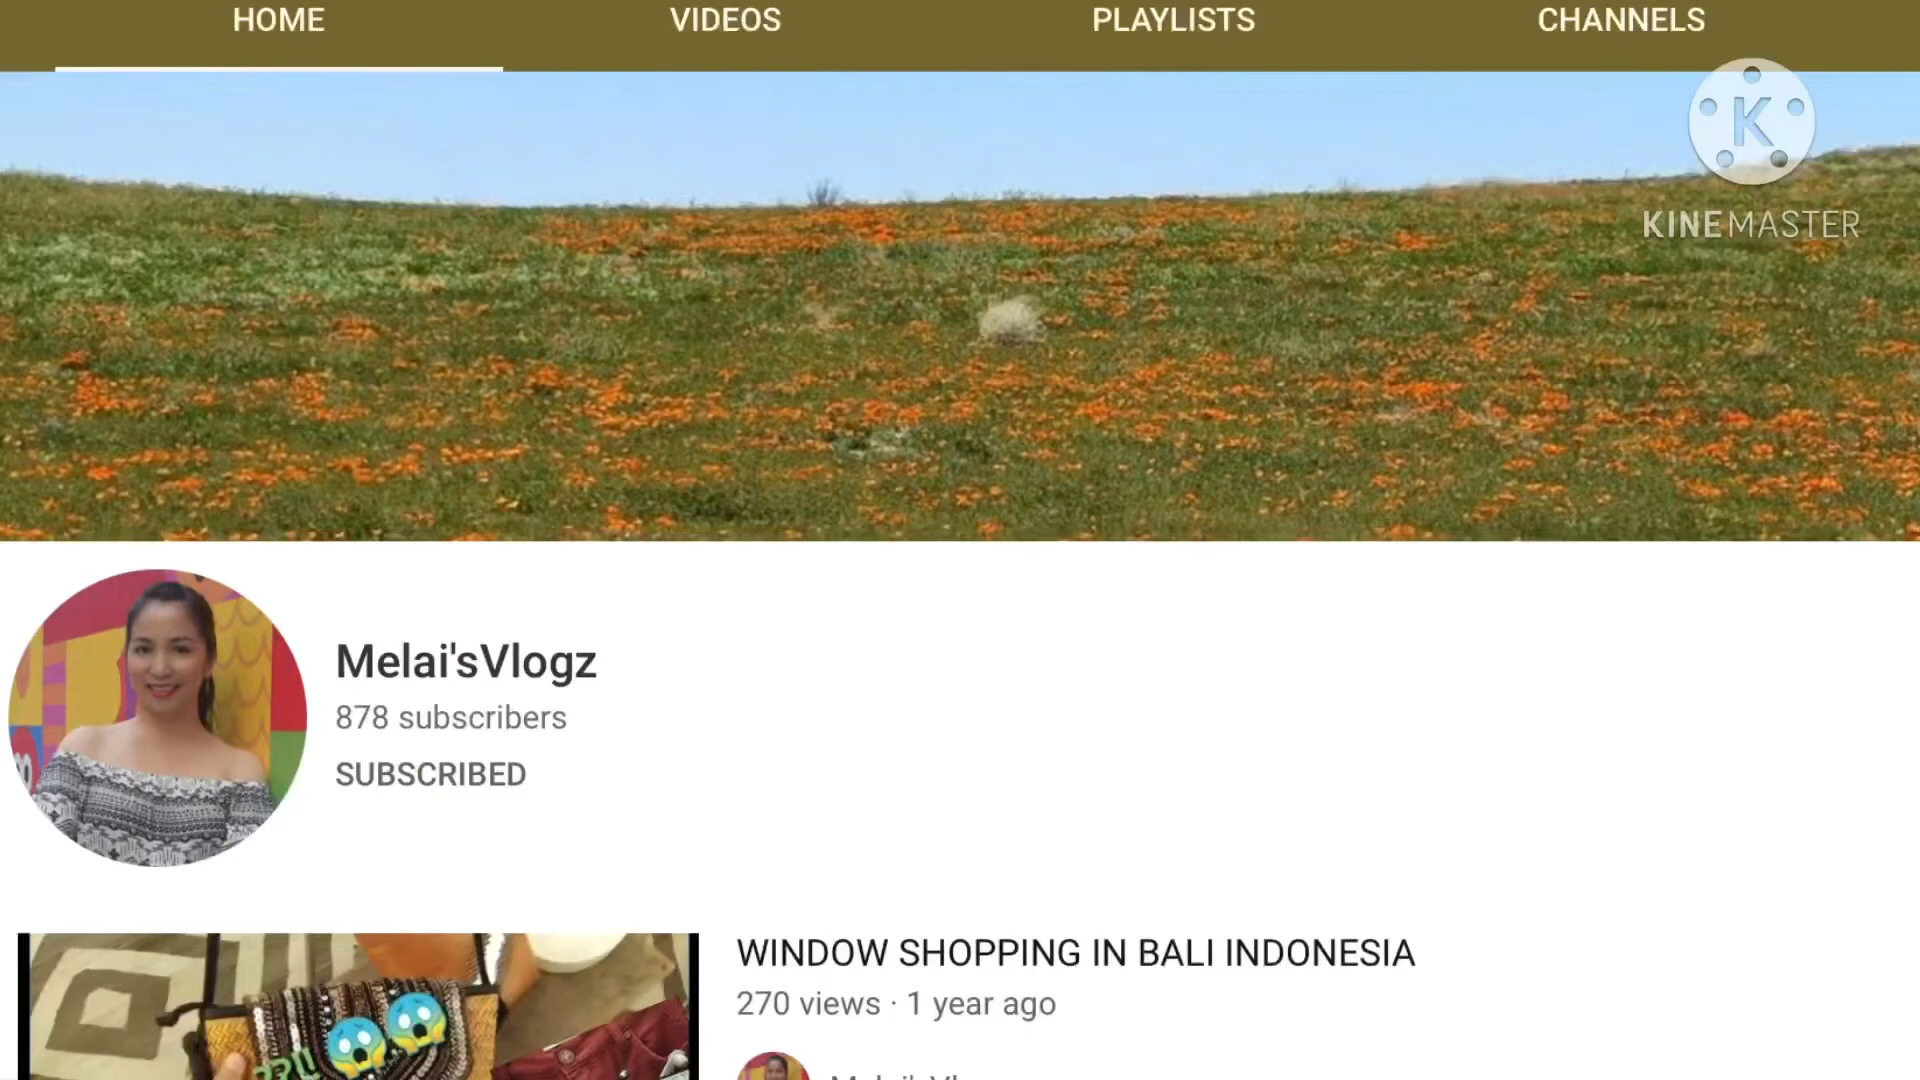 HOME VIDEOS PLAYLISTS CHANNELS
K
KINEMASTER
Melai'sVlogz
878 subscribers
SUBSCRIBED
WINDOW SHOPPING IN BALI INDONESIA
270 views · 1 year ago